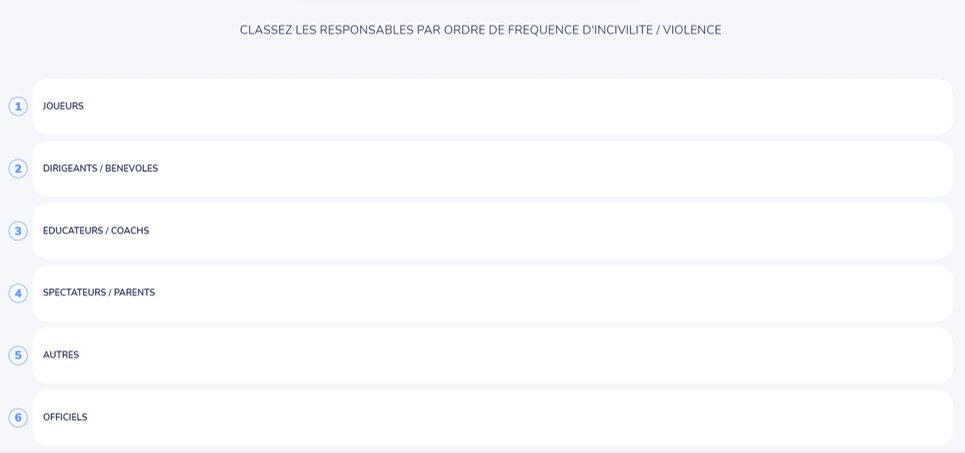 CLASSEZ LES RESPONSABLES PAR ORDRE DE FREQUENCE D'INCIVILITE / VIOLENCE
1 JOUEURS
2 DIRIGEANTS / BENEVOLES
3 EDUCATEURS / COACHS
4 SPECTATEURS / PARENTS
5 AUTRES
6 OFFICIELS